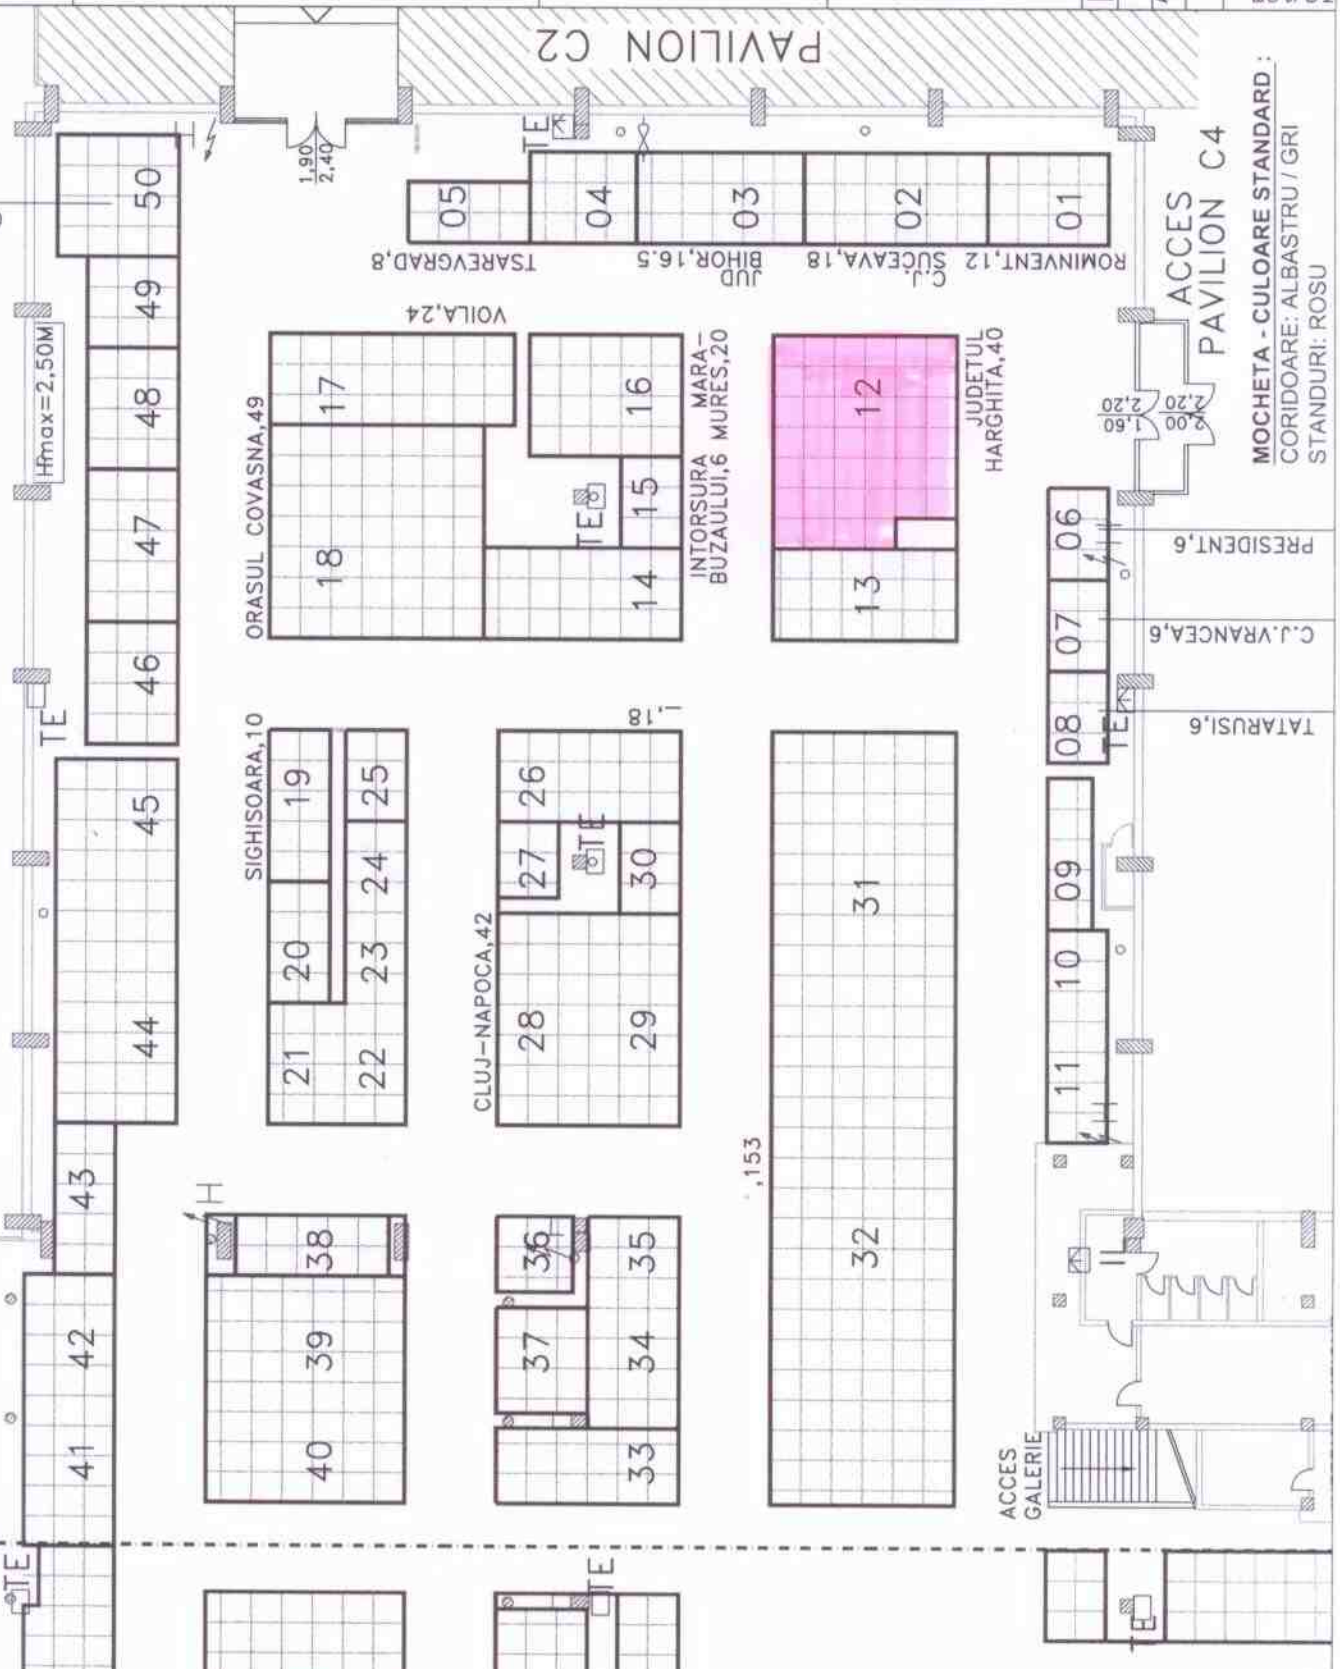 PAVILION C2
TE
1,90
2,40
50
49
48
47
46
Hmax=2,50M
TE
05
04
03
02
01
TSAREVGRAD,8
JUD
BIHOR,16.5
C.J.
SUCEAVA,18
ROMINVENT,12
ACCES
PAVILION C4
MOCHETA - CULOARE STANDARD :
CORIDOARE: ALBASTRU / GRI
STANDURI: ROSU
VOILA,24
ORASUL COVASNA,49
17
18
16
15
14
TE
MARA-
MURES,20
INTORSURA
BUZAULUI,6
12
13
JUDETUL
HARGHITA,40
1,60
2,20
2,00
2,20
06
07
08
TE
PRESIDENT,6
C.J.VRANCEA,6
TATARUSI,6
45
44
43
SIGHISOARA,10
19
20
21
25
24
23
22
,18
26
27
TE
30
28
29
CLUJ-NAPOCA,42
31
32
,153
09
10
11
H
38
39
40
36
37
35
34
33
42
41
ACCES
GALERIE
TE
TE
TE